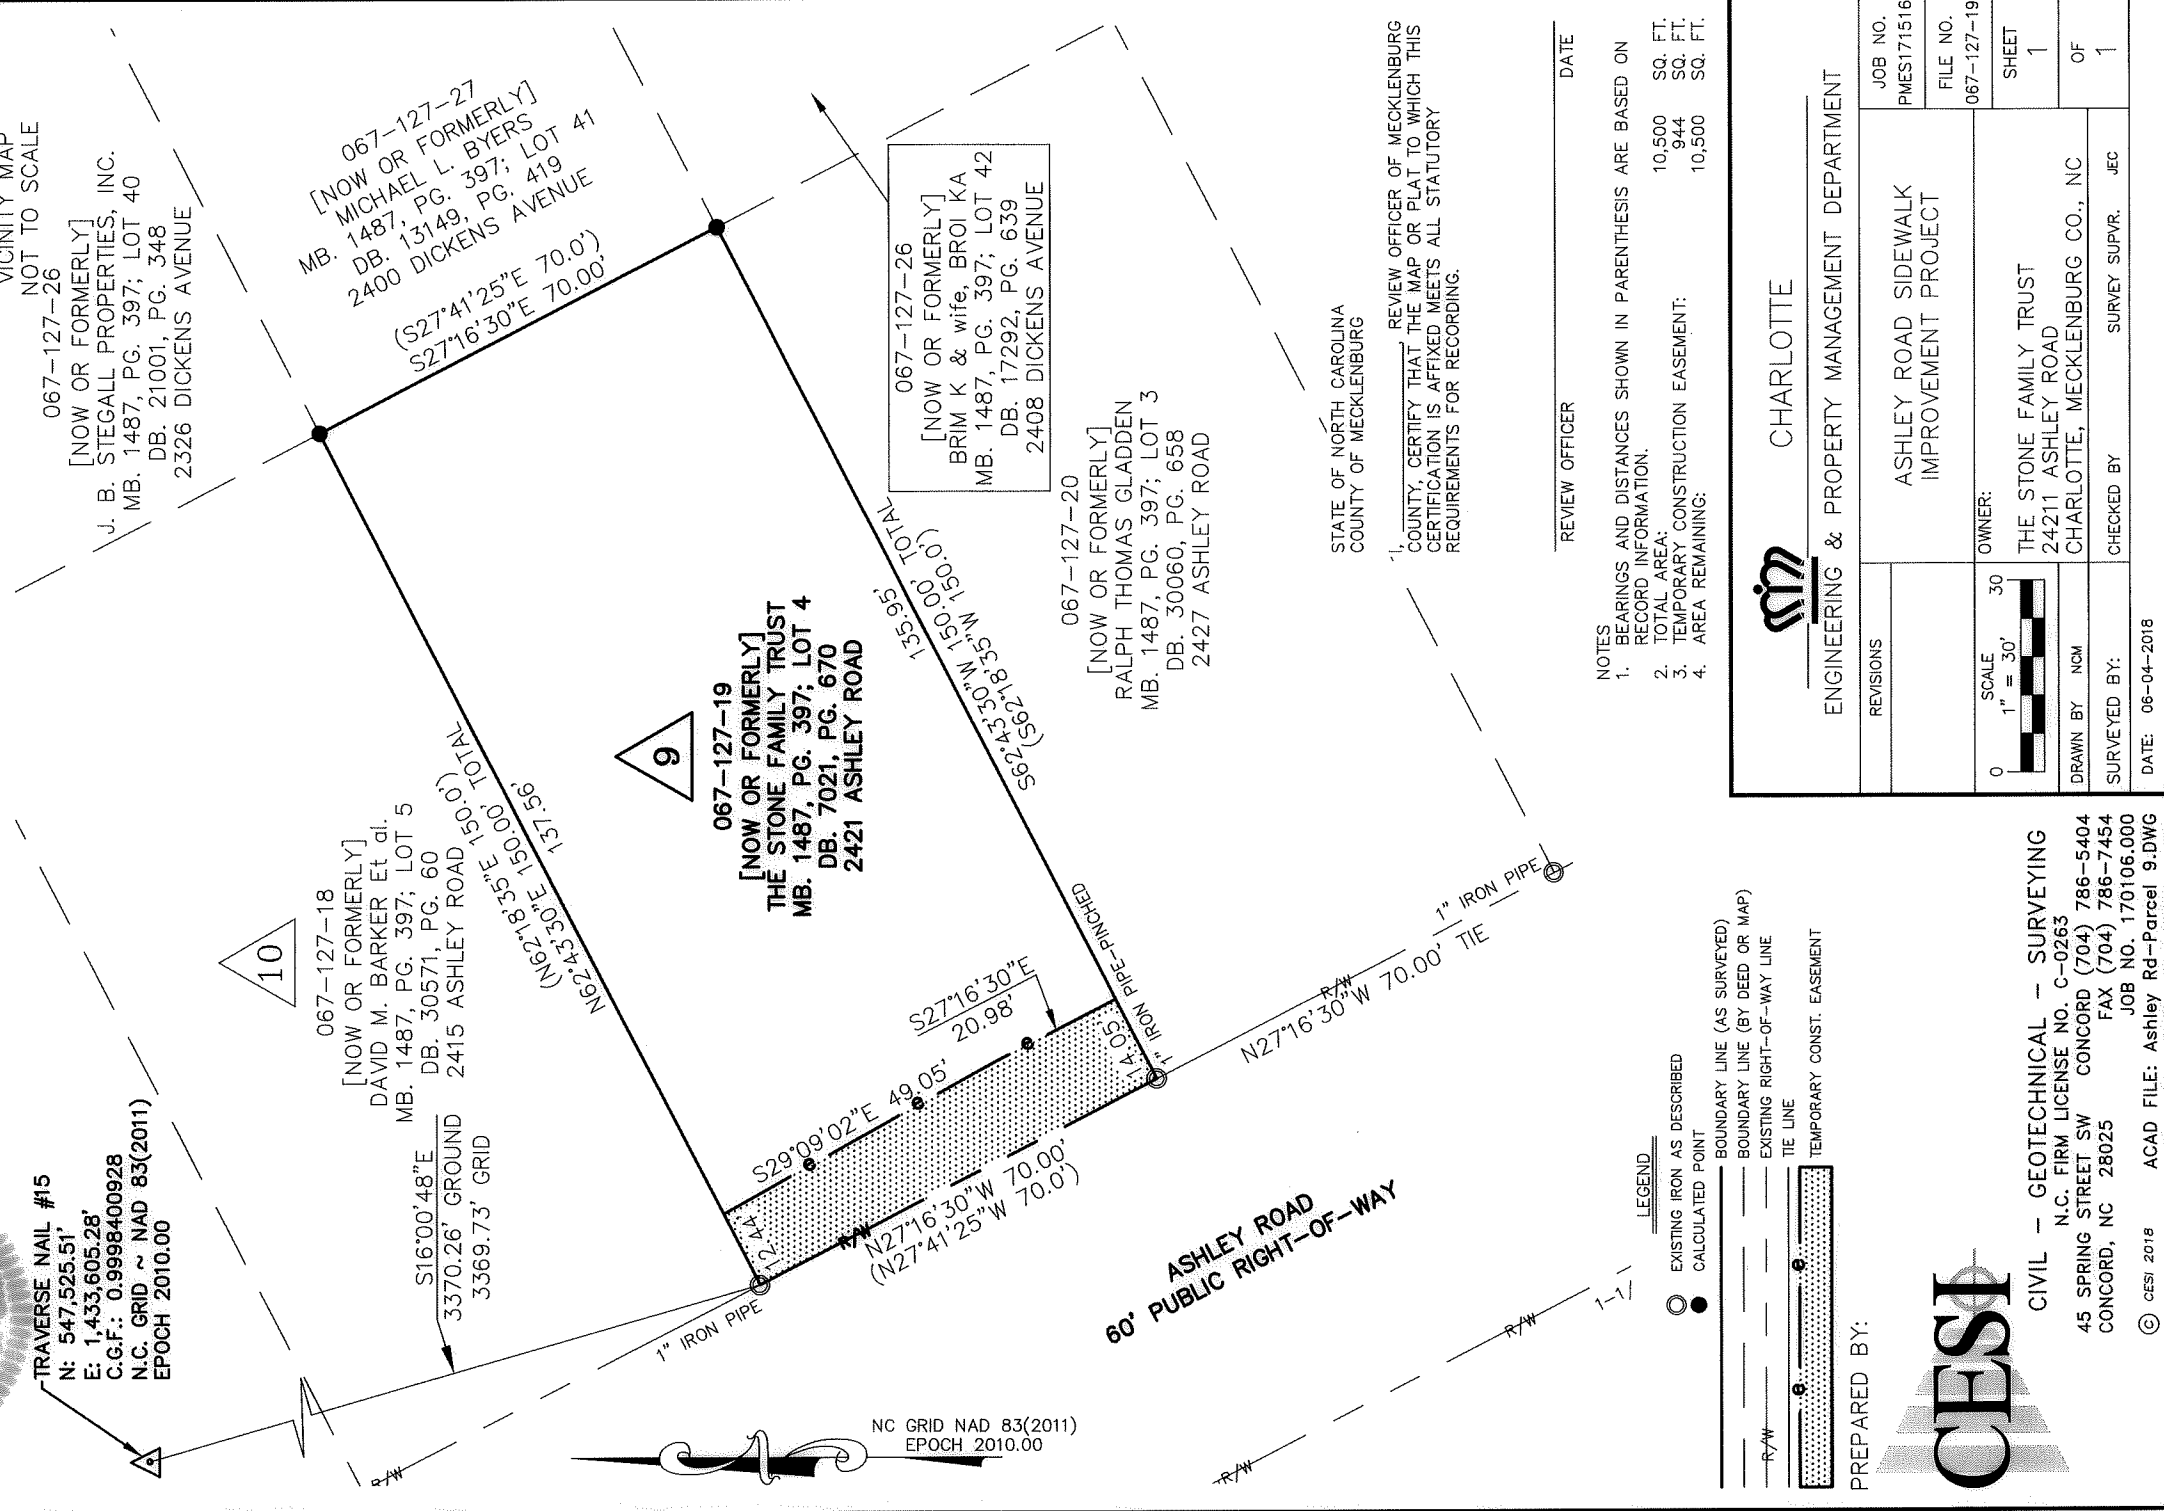 VICINITY MAP
NOT TO SCALE
067-127-26
[NOW OR FORMERLY]
J. B. STEGALL PROPERTIES, INC.
MB. 1487, PG. 397; LOT 40
DB. 21001, PG. 348
2326 DICKENS AVENUE
067-127-27
[NOW OR FORMERLY]
MICHAEL L. BYERS
MB. 1487, PG. 397; LOT 41
DB. 13149, PG. 419
2400 DICKENS AVENUE
(S27°41'25"E 70.0')
S27°16'30"E 70.00'
067-127-26
[NOW OR FORMERLY]
BRIM K & wife, BROI KA
MB. 1487, PG. 397; LOT 42
DB. 17292, PG. 639
2408 DICKENS AVENUE
067-127-20
[NOW OR FORMERLY]
RALPH THOMAS GLADDEN
MB. 1487, PG. 397; LOT 3
DB. 30060, PG. 658
2427 ASHLEY ROAD
135.95'
S62°43'30"W 150.00' TOTAL
(S62°18'35"W 150.0')
9
067-127-19
[NOW OR FORMERLY]
THE STONE FAMILY TRUST
MB. 1487, PG. 397; LOT 4
DB. 7021, PG. 670
2421 ASHLEY ROAD
(N62°18'35"E 150.0')
N62°43'30"E 150.00' TOTAL
137.56'
10
067-127-18
[NOW OR FORMERLY]
DAVID M. BARKER Et al.
MB. 1487, PG. 397; LOT 5
DB. 30571, PG. 60
2415 ASHLEY ROAD
TRAVERSE NAIL #15
N: 547,525.51'
E: 1,433,605.28'
C.G.F.: 0.9998400928
N.C. GRID ~ NAD 83(2011)
EPOCH 2010.00
S16°00'48"E
3370.26' GROUND
3369.73' GRID
S29°09'02"E 49.05'
S27°16'30"E
20.98'
12.44
14.05
e
e
e
R/W
N27°16'30"W 70.00'
(N27°41'25"W 70.0')
1" IRON PIPE
1" IRON PIPE-PINCHED
R/W
N27°16'30"W 70.00' TIE
1" IRON PIPE
ASHLEY ROAD
60' PUBLIC RIGHT-OF-WAY
R/W
R/W
R/W
1-1/
NC GRID NAD 83(2011)
EPOCH 2010.00
STATE OF NORTH CAROLINA
COUNTY OF MECKLENBURG
I, ________, REVIEW OFFICER OF MECKLENBURG
COUNTY, CERTIFY THAT THE MAP OR PLAT TO WHICH THIS
CERTIFICATION IS AFFIXED MEETS ALL STATUTORY
REQUIREMENTS FOR RECORDING.
REVIEW OFFICER DATE
NOTES
1. BEARINGS AND DISTANCES SHOWN IN PARENTHESIS ARE BASED ON
RECORD INFORMATION.
2. TOTAL AREA: 10,500 SQ. FT.
3. TEMPORARY CONSTRUCTION EASEMENT: 944 SQ. FT.
4. AREA REMAINING: 10,500 SQ. FT.
LEGEND
EXISTING IRON AS DESCRIBED
CALCULATED POINT
BOUNDARY LINE (AS SURVEYED)
BOUNDARY LINE (BY DEED OR MAP)
R/W EXISTING RIGHT-OF-WAY LINE
TIE LINE
e e TEMPORARY CONST. EASEMENT
PREPARED BY:
CESI
CIVIL - GEOTECHNICAL - SURVEYING
N.C. FIRM LICENSE NO. C-0263
45 SPRING STREET SW CONCORD (704) 786-5404
CONCORD, NC 28025 FAX (704) 786-7454
JOB NO. 170106.000
© CESI 2018 ACAD FILE: Ashley Rd-Parcel 9.DWG
CHARLOTTE
ENGINEERING & PROPERTY MANAGEMENT DEPARTMENT
REVISIONS
ASHLEY ROAD SIDEWALK
IMPROVEMENT PROJECT
JOB NO.
PMES171516
FILE NO.
067-127-19
SHEET
1
OF
1
SCALE
1" = 30'
0 30
OWNER:
THE STONE FAMILY TRUST
24211 ASHLEY ROAD
CHARLOTTE, MECKLENBURG CO., NC
DRAWN BY NCM
SURVEYED BY:
CHECKED BY
SURVEY SUPVR. JEC
DATE: 06-04-2018